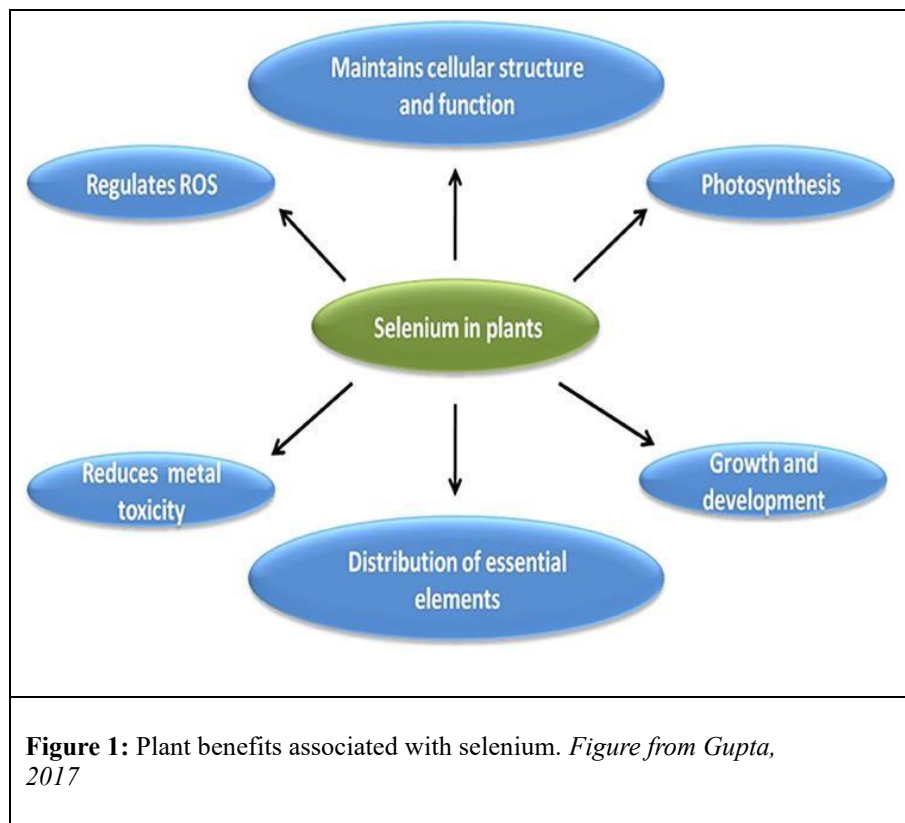 Maintains cellular structure
and function
Regulates ROS
Photosynthesis
Selenium in plants
Reduces metal
toxicity
Growth and
development
Distribution of essential
elements
Figure 1: Plant benefits associated with selenium. Figure from Gupta,
2017